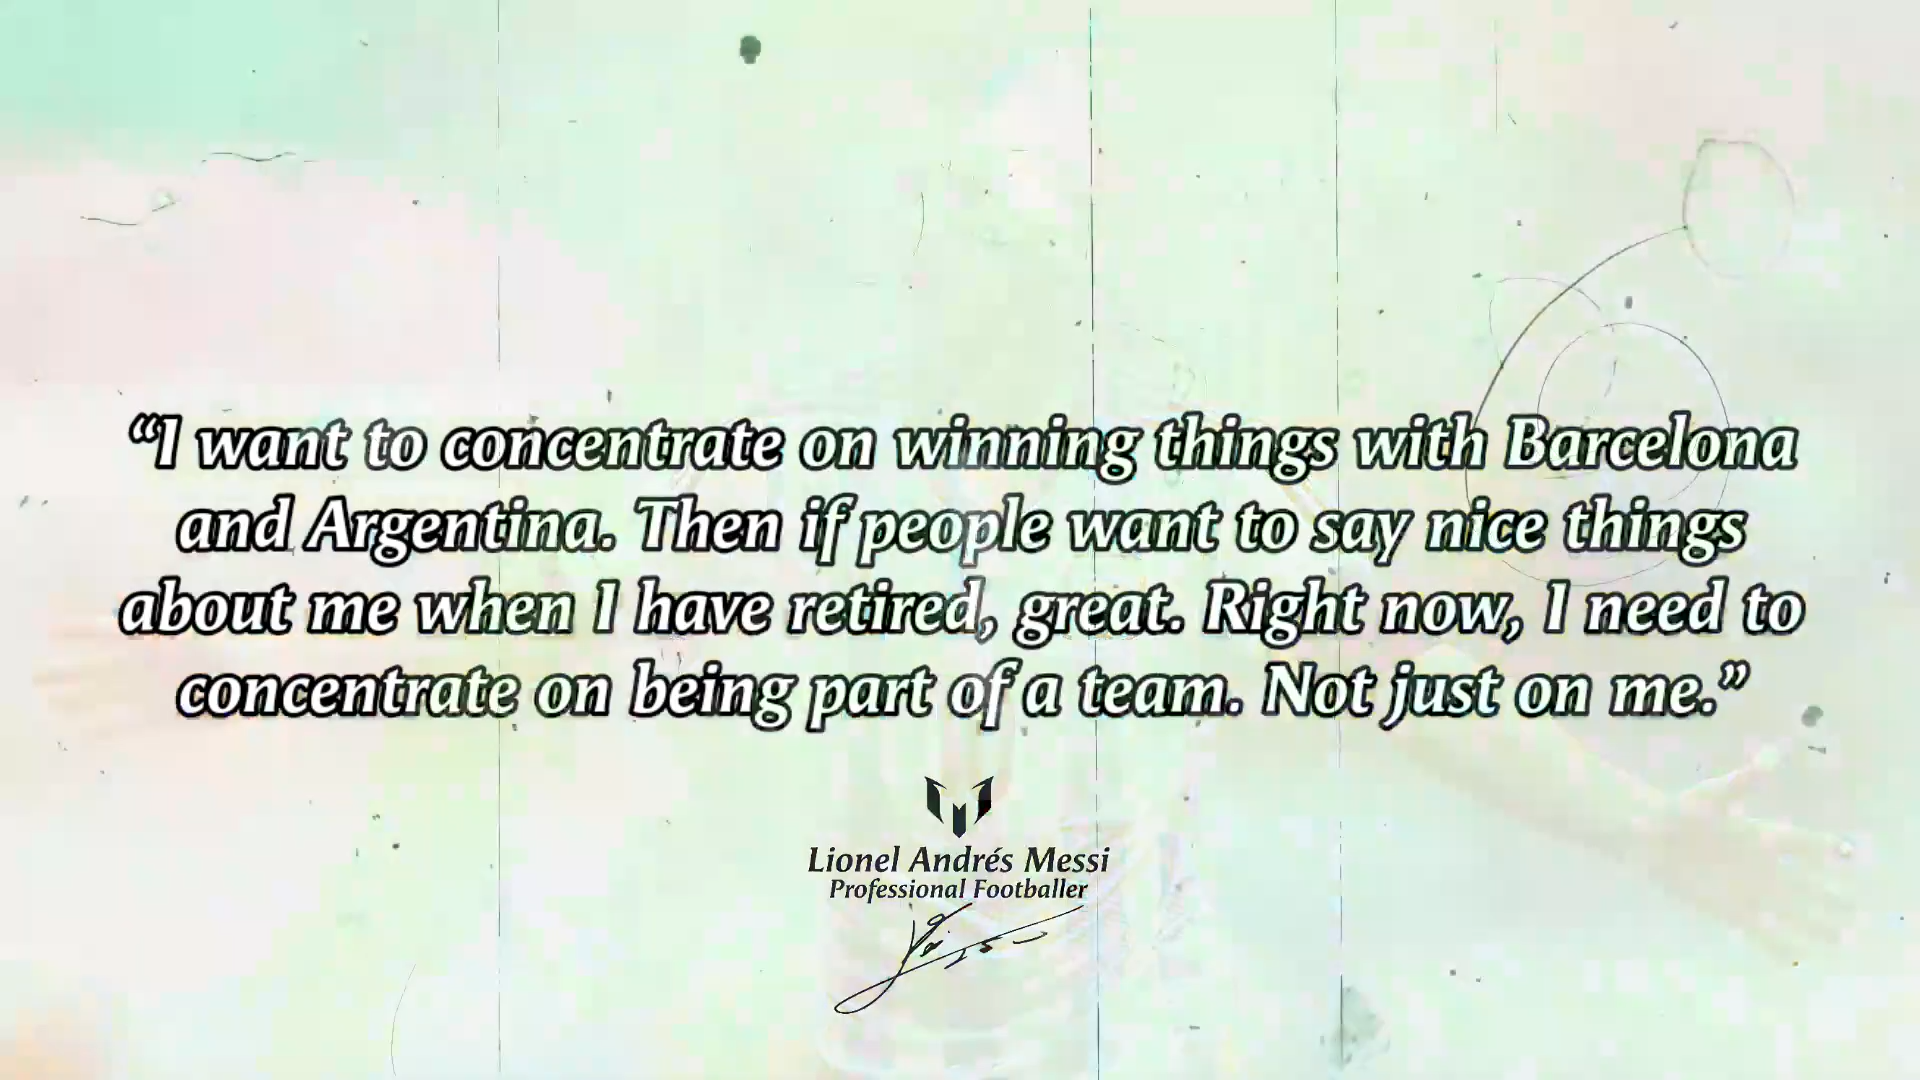 “I want to concentrate on winning things with Barcelona
and Argentina. Then if people want to say nice things
about me when I have retired, great. Right now, I need to
concentrate on being part of a team. Not just on me.”
Lionel Andrés Messi
Professional Footballer